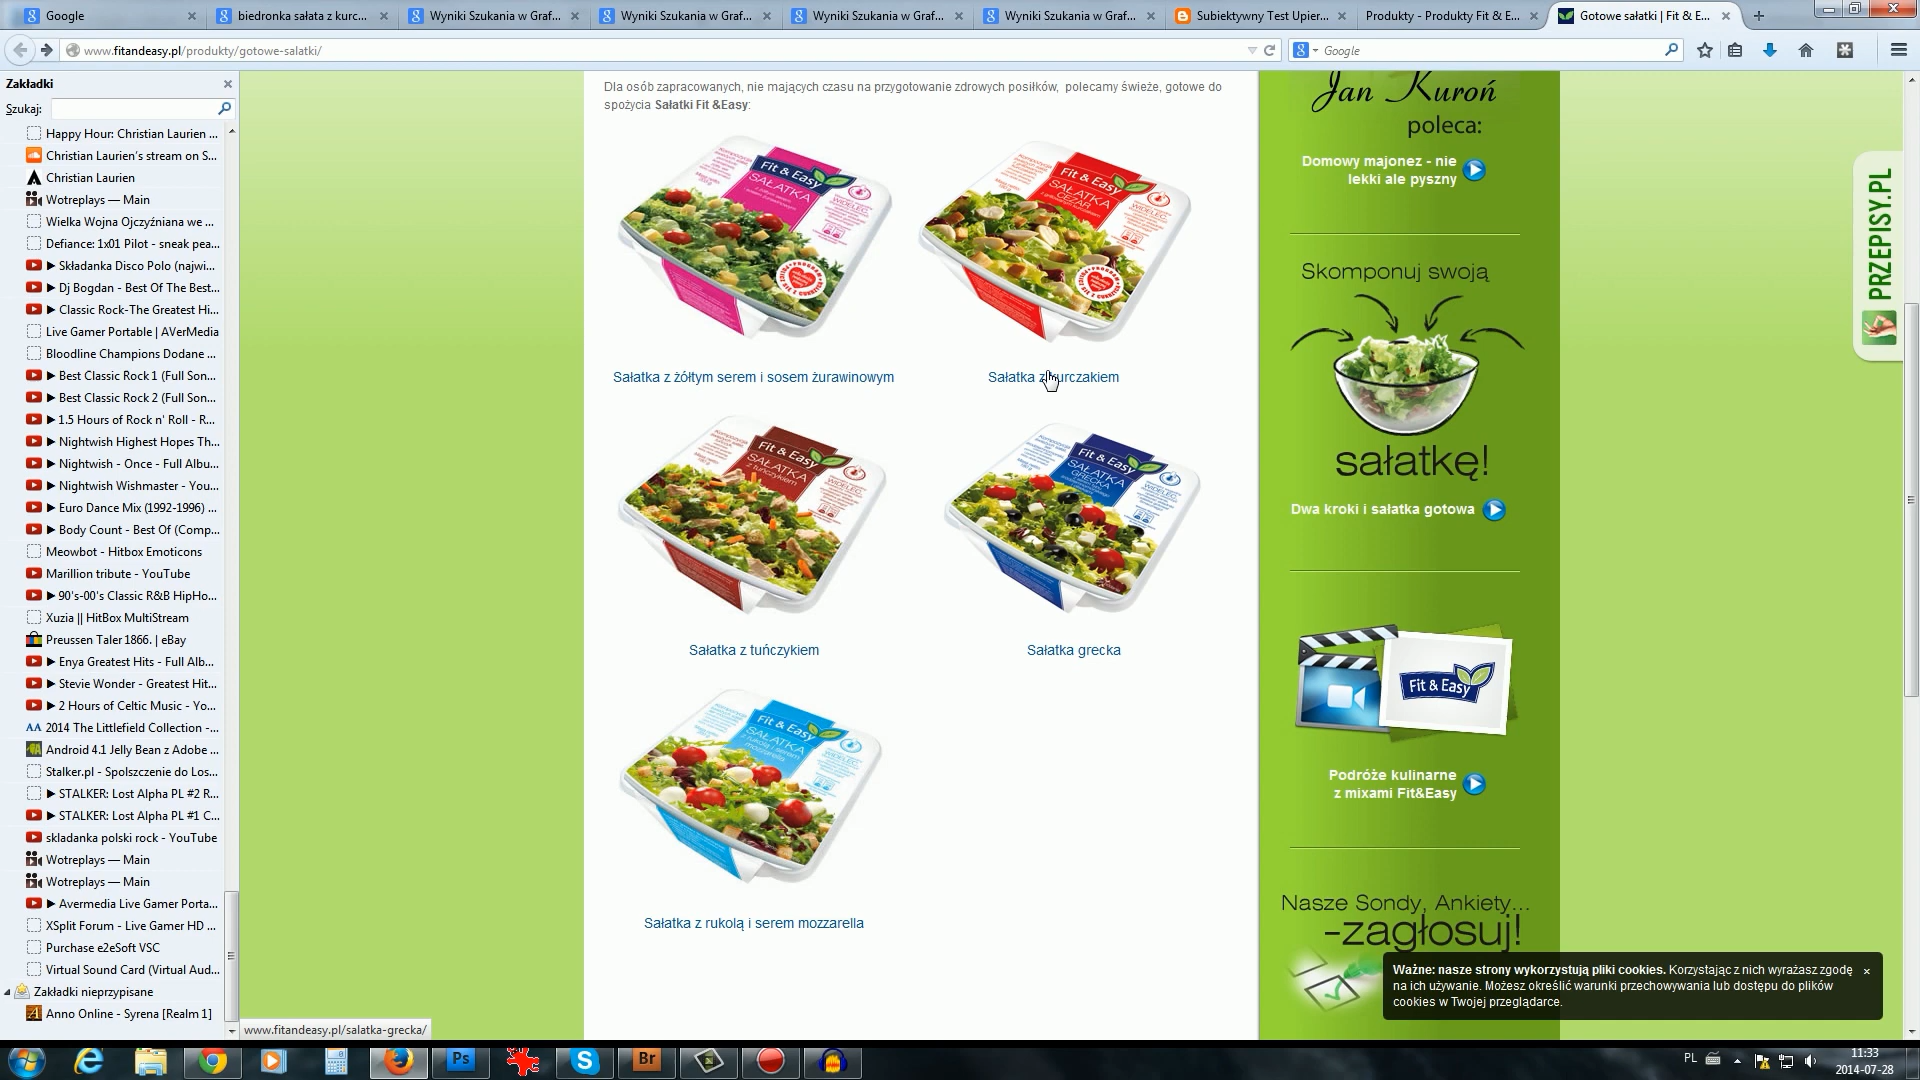 Google
biedronka sałata z kurc...
Wyniki Szukania w Graf...
Wyniki Szukania w Graf...
Wyniki Szukania w Graf...
Wyniki Szukania w Graf...
Subiektywny Test Upier...
Produkty - Produkty Fit & E...
Gotowe sałatki | Fit & E...
www.fitandeasy.pl/produkty/gotowe-salatki/
Google
Zakładki
Szukaj:
Happy Hour: Christian Laurien ...
Christian Laurien's stream on S...
Christian Laurien
Wotreplays — Main
Wielka Wojna Ojczyźniana we ...
Defiance: 1x01 Pilot - sneak pea...
▶ Składanka Disco Polo (najwi...
▶ Dj Bogdan - Best Of The Best...
▶ Classic Rock-The Greatest Hi...
Live Gamer Portable | AVerMedia
Bloodline Champions Dodane ...
▶ Best Classic Rock 1 (Full Son...
▶ Best Classic Rock 2 (Full Son...
▶ 1.5 Hours of Rock n' Roll - R...
▶ Nightwish Highest Hopes Th...
▶ Nightwish - Once - Full Albu...
▶ Nightwish Wishmaster - You...
▶ Euro Dance Mix (1992-1996) ...
▶ Body Count - Best Of (Comp...
Meowbot - Hitbox Emoticons
Marillion tribute - YouTube
▶ 90's-00's Classic R&B HipHo...
Xuzia || HitBox MultiStream
Preussen Taler 1866. | eBay
▶ Enya Greatest Hits - Full Alb...
▶ Stevie Wonder - Greatest Hit...
▶ 2 Hours of Celtic Music - Yo...
2014 The Littlefield Collection -...
Android 4.1 Jelly Bean z Adobe ...
Stalker.pl - Spolszczenie do Los...
▶ STALKER: Lost Alpha PL #2 R...
▶ STALKER: Lost Alpha PL #1 C...
skladanka polski rock - YouTube
Wotreplays — Main
Wotreplays — Main
▶ Avermedia Live Gamer Porta...
XSplit Forum - Live Gamer HD ...
Purchase e2eSoft VSC
Virtual Sound Card (Virtual Aud...
Zakładki nieprzypisane
Anno Online - Syrena [Realm 1]
Dla osób zapracowanych, nie mających czasu na przygotowanie zdrowych posiłków, polecamy świeże, gotowe do
spożycia Sałatki Fit &Easy:
Fit & Easy
SAŁATKA
WIDELEC
Fit & Easy
SAŁATKA
CEZAR
WIDELEC
Sałatka z żółtym serem i sosem żurawinowym
Sałatka z kurczakiem
Fit & Easy
SAŁATKA
z tuńczykiem
WIDELEC
Fit & Easy
SAŁATKA
GRECKA
WIDELEC
Sałatka z tuńczykiem
Sałatka grecka
Fit & Easy
SAŁATKA
z rukolą i serem
mozzarella
WIDELEC
Sałatka z rukolą i serem mozzarella
Jan Kuroń
poleca:
Domowy majonez - nie
lekki ale pyszny
Skomponuj swoją
sałatkę!
Dwa kroki i sałatka gotowa
Fit & Easy
Podróże kulinarne
z mixami Fit&Easy
Nasze Sondy, Ankiety...
-zagłosuj!
PRZEPISY.PL
Ważne: nasze strony wykorzystują pliki cookies. Korzystając z nich wyrażasz zgodę
na ich używanie. Możesz określić warunki przechowywania lub dostępu do plików
cookies w Twojej przeglądarce.
www.fitandeasy.pl/salatka-grecka/
Ps
Br
PL
11:33
2014-07-28